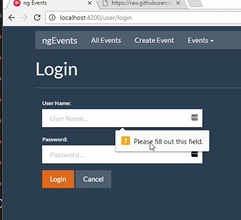 ng Events
https://raw.githubuserco
localhost:4200/user/login
ngEvents All Events Create Event Events
Login
User Name:
User Name...
Please fill out this field.
Password:
Password...
Login Cancel